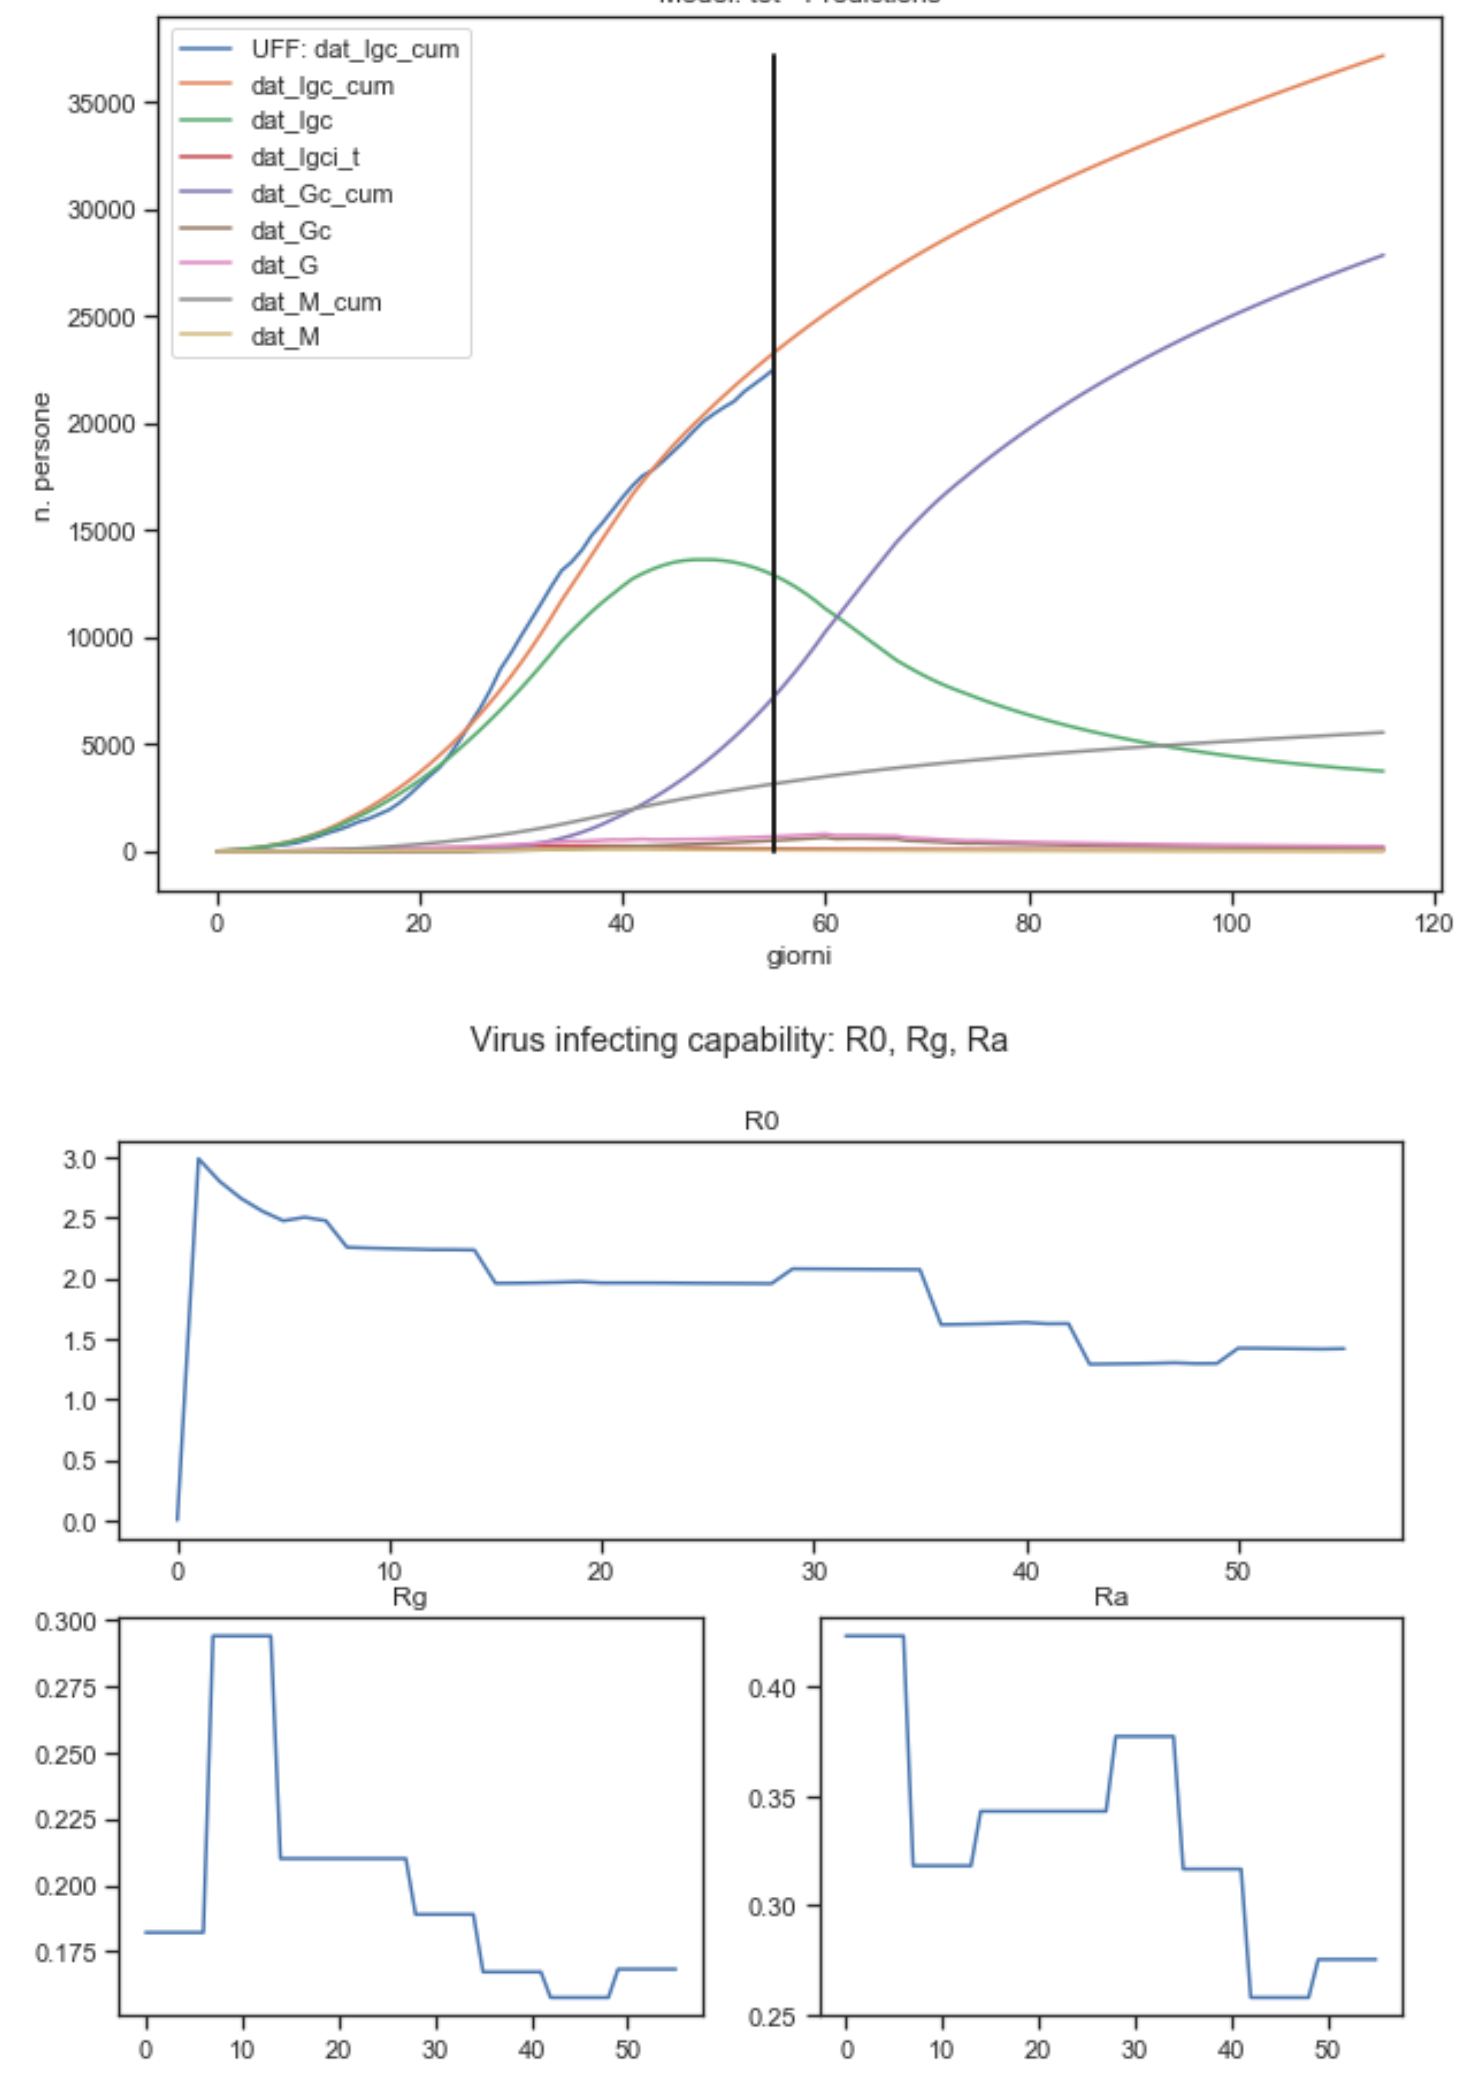 UFF: dat_Igc_cum
dat_Igc_cum
dat_Igc
dat_Igci_t
dat_Gc_cum
dat_Gc
dat_G
dat_M_cum
dat_M
35000
30000
25000
20000
15000
10000
5000
0
n. persone
0 20 40 60 80 100 120
giorni
Virus infecting capability: R0, Rg, Ra
R0
3.0
2.5
2.0
1.5
1.0
0.5
0.0
0 10 20 30 40 50
Rg
0.300
0.275
0.250
0.225
0.200
0.175
0 10 20 30 40 50
Ra
0.40
0.35
0.30
0.25
0 10 20 30 40 50